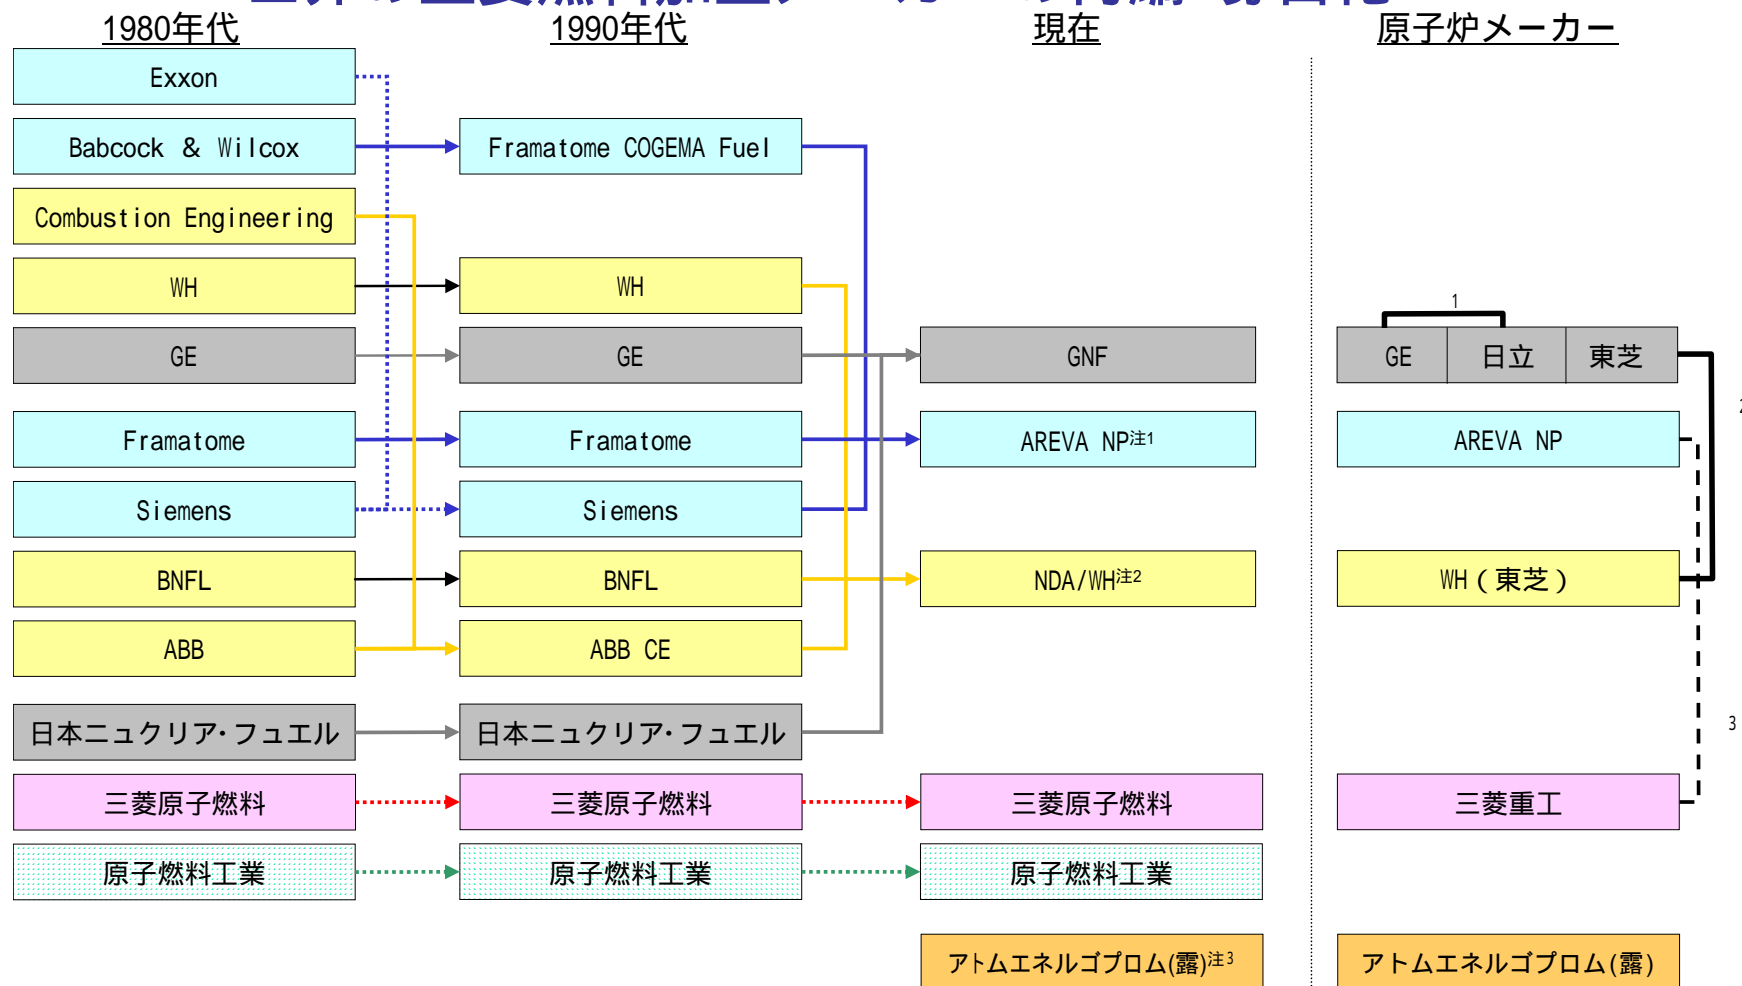 1980年代
1990年代
現在
原子炉メーカー
Exxon
Babcock & Wilcox
Framatome COGEMA Fuel
Combustion Engineering
WH
WH
1
GE
GE
GNF
GE
日立
東芝
2
Framatome
Framatome
AREVA NP注1
AREVA NP
Siemens
Siemens
BNFL
BNFL
NDA/WH注2
WH(東芝)
ABB
ABB CE
日本ニュクリア・フュエル
日本ニュクリア・フュエル
3
三菱原子燃料
三菱原子燃料
三菱原子燃料
三菱重工
原子燃料工業
原子燃料工業
原子燃料工業
アトムエネルゴプロム(露)注3
アトムエネルゴプロム(露)